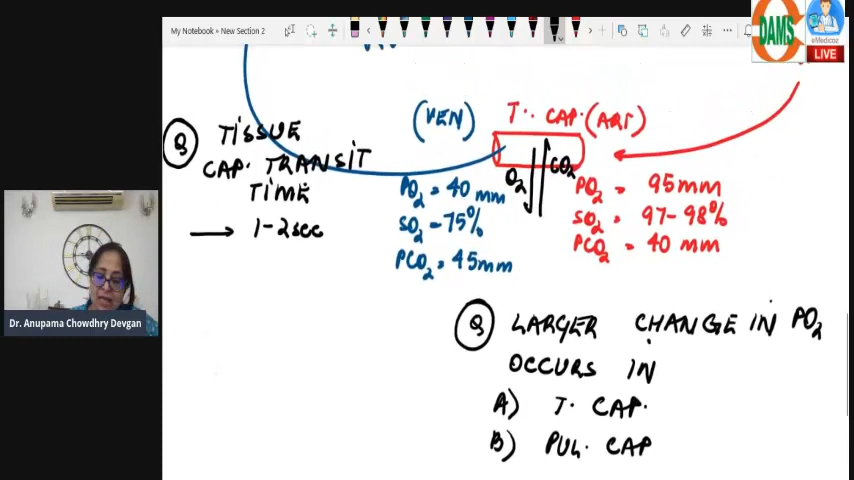 My Notebook » New Section 2
DAMS
eMedicoz
LIVE
Q TISSUE
CAP. TRANSIT
TIME
→ 1-2 sec
(VEN)
T. CAP. (ART)
O₂ CO₂
PO₂ = 40 mm
SO₂ - 75%
PCO₂ = 45mm
PO₂ = 95mm
SO₂ = 97-98%
PCO₂ = 40 mm
Q LARGER CHANGE IN PO₂
OCCURS IN
A) T. CAP.
B) PUL. CAP
Dr. Anupama Chowdhry Devgan